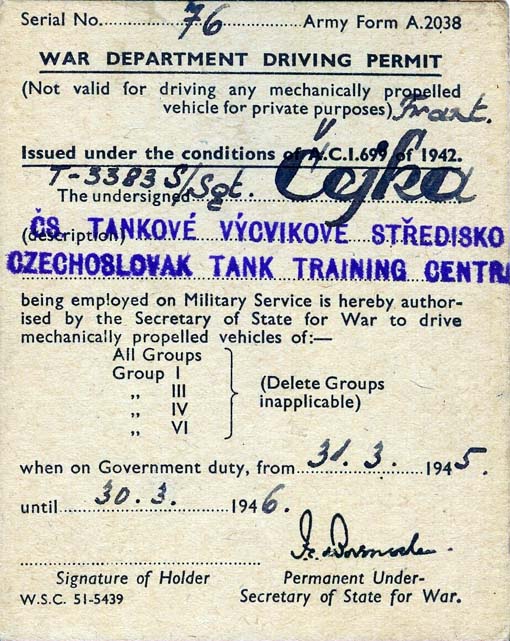 Serial No. 76 Army Form A.2038
WAR DEPARTMENT DRIVING PERMIT
(Not valid for driving any mechanically propelled
vehicle for private purposes) Frant.
Issued under the conditions of A.C.I.699 of 1942.
T-3383 S/Sgt. Čejka
The undersigned
(description)
ČS TANKOVÉ VÝCVIKOVÉ STŘEDISKO
CZECHOSLOVAK TANK TRAINING CENTR
being employed on Military Service is hereby author-
ised by the Secretary of State for War to drive
mechanically propelled vehicles of:—
All Groups
Group I
„ III
„ IV
„ VI
(Delete Groups
inapplicable)
when on Government duty, from 31. 3. 1945.
until 30. 3. 1946.
Signature of Holder
Permanent Under-
Secretary of State for War.
W.S.C. 51-5439